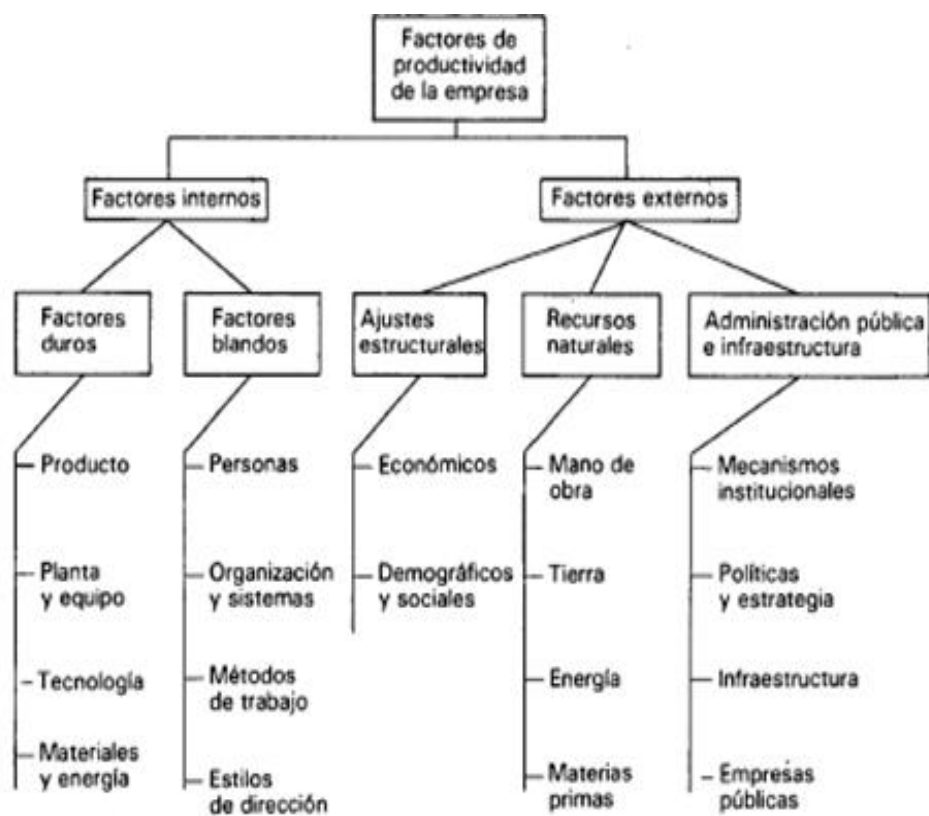 Factores de
productividad
de la empresa
Factores internos
Factores externos
Factores
duros
Factores
blandos
Ajustes
estructurales
Recursos
naturales
Administración pública
e infraestructura
Producto
Planta
y equipo
Tecnología
Materiales
y energía
Personas
Organización
y sistemas
Métodos
de trabajo
Estilos
de dirección
Económicos
Demográficos
y sociales
Mano de
obra
Tierra
Energía
Materias
primas
Mecanismos
institucionales
Políticas
y estrategia
Infraestructura
Empresas
públicas